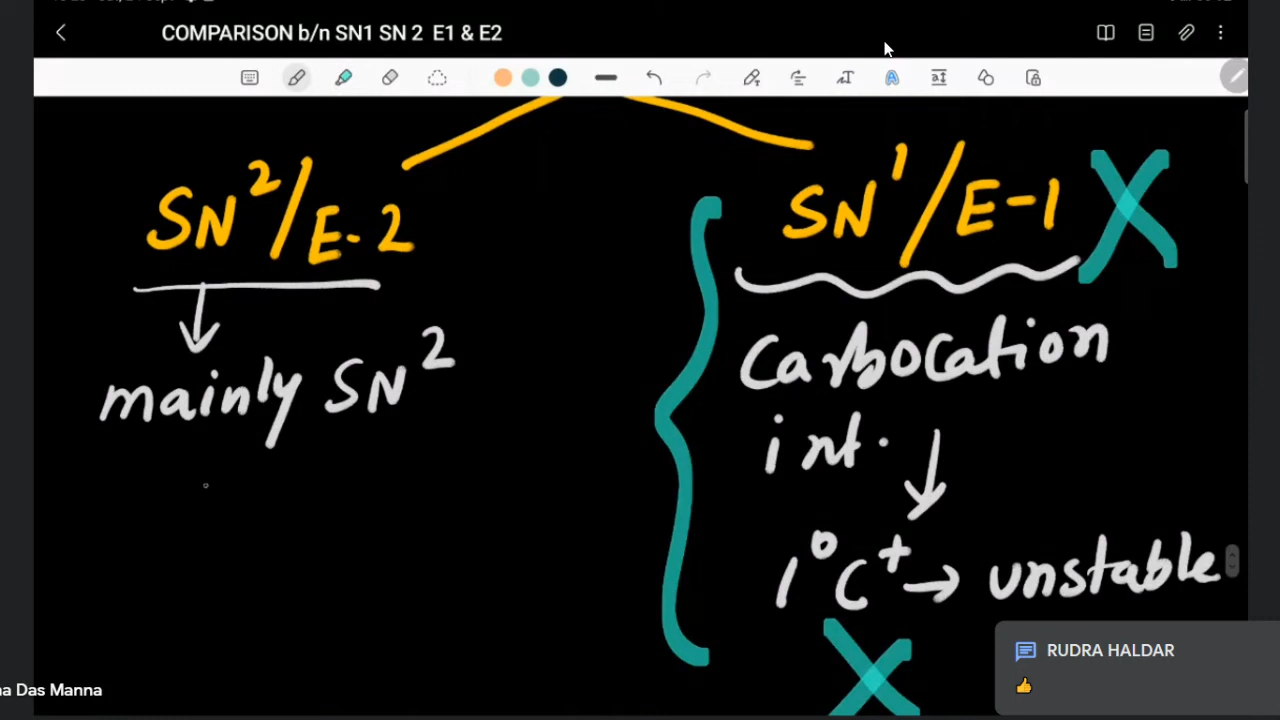 COMPARISON b/n SN1 SN 2 E1 & E2
SN²/E-2
SN¹/E-1 X
mainly SN²
Carbocation
int.
1° C⁺ → unstable
X
RUDRA HALDAR
👍
Das Manna